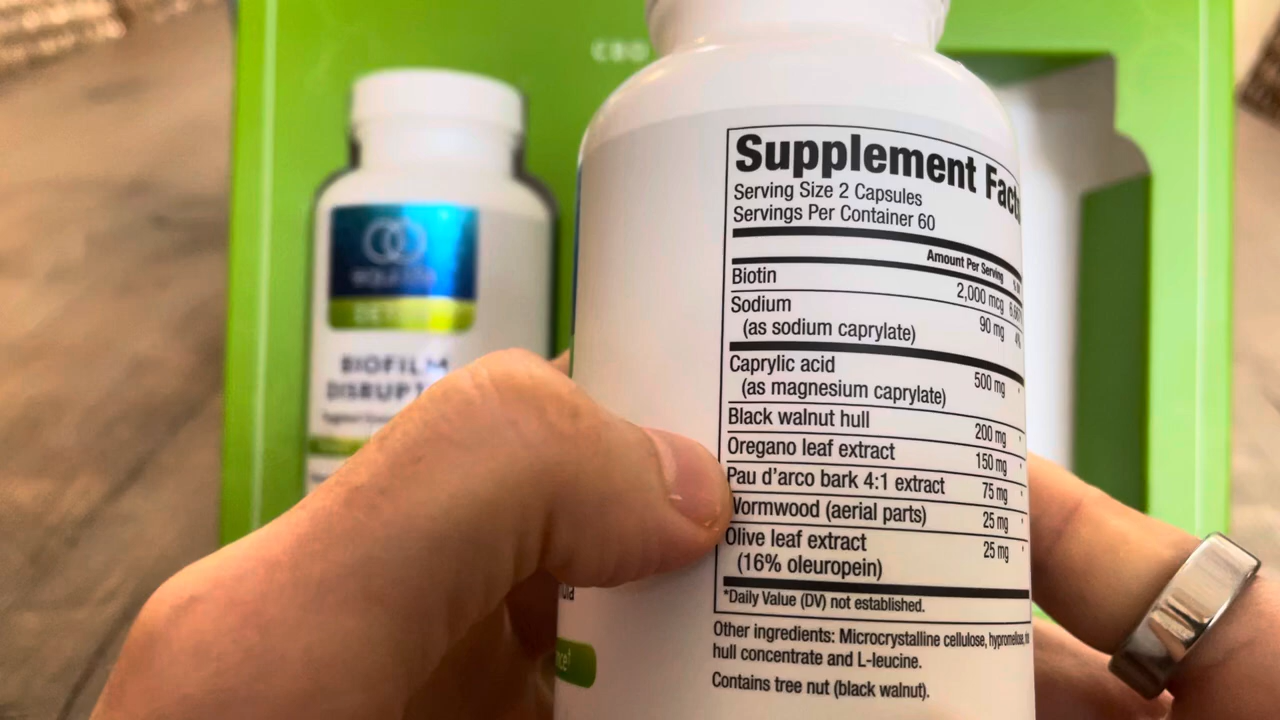 CBO
BIOFILM
DISRUPT
Supplement Fact
Serving Size 2 Capsules
Servings Per Container 60
Amount Per Serving
Biotin 2,000 mcg
Sodium 90 mg 4%
(as sodium caprylate)
Caprylic acid 500 mg *
(as magnesium caprylate)
Black walnut hull 200 mg *
Oregano leaf extract 150 mg *
Pau d’arco bark 4:1 extract 75 mg *
Wormwood (aerial parts) 25 mg *
Olive leaf extract 25 mg *
(16% oleuropein)
*Daily Value (DV) not established.
Other ingredients: Microcrystalline cellulose, hypromellose,
hull concentrate and L-leucine.
Contains tree nut (black walnut).